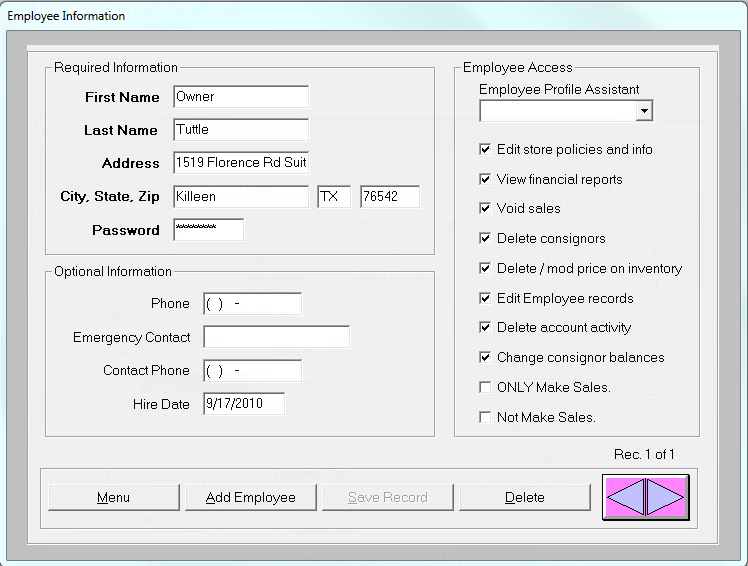 Employee Information
Required Information
First Name Owner
Last Name Tuttle
Address 1519 Florence Rd Suit
City, State, Zip Killeen TX 76542
Password *********
Optional Information
Phone ( ) -
Emergency Contact
Contact Phone ( ) -
Hire Date 9/17/2010
Employee Access
Employee Profile Assistant
Edit store policies and info
View financial reports
Void sales
Delete consignors
Delete / mod price on inventory
Edit Employee records
Delete account activity
Change consignor balances
ONLY Make Sales.
Not Make Sales.
Rec. 1 of 1
Menu Add Employee Save Record Delete